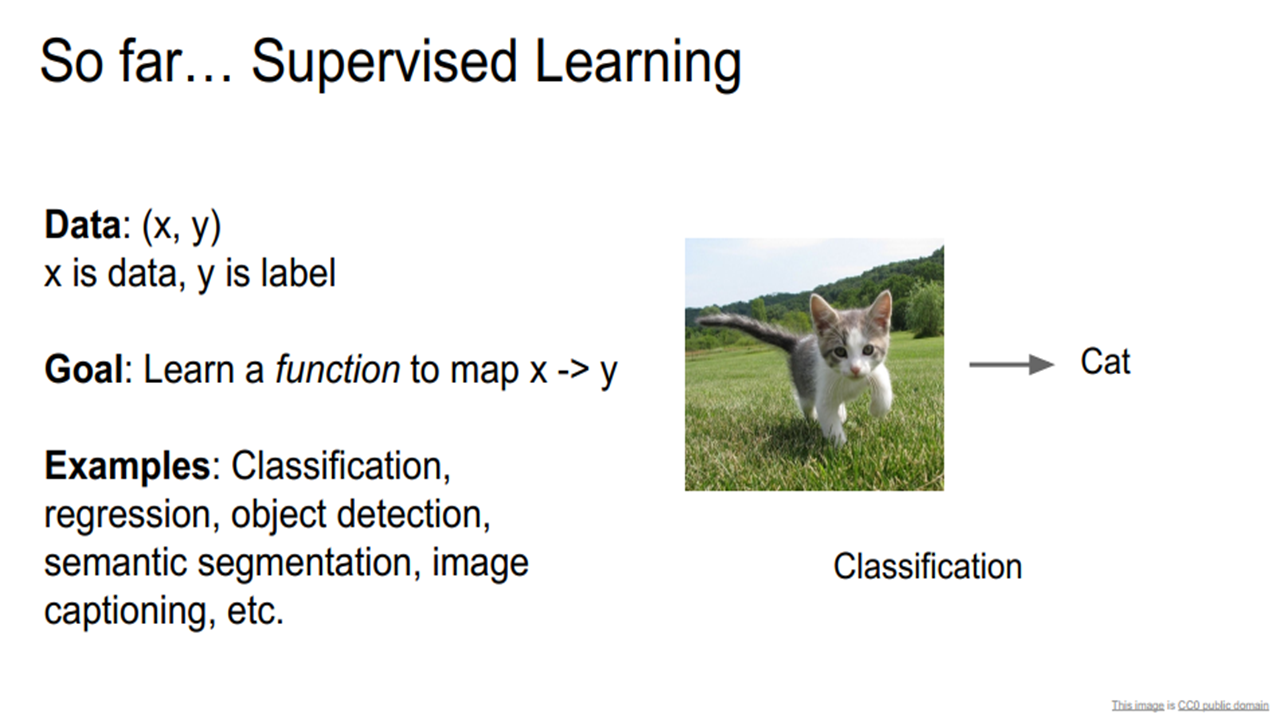 So far… Supervised Learning
Data: (x, y)
x is data, y is label
Goal: Learn a function to map x -> y
Examples: Classification,
regression, object detection,
semantic segmentation, image
captioning, etc.
Cat
Classification
This image is CC0 public domain